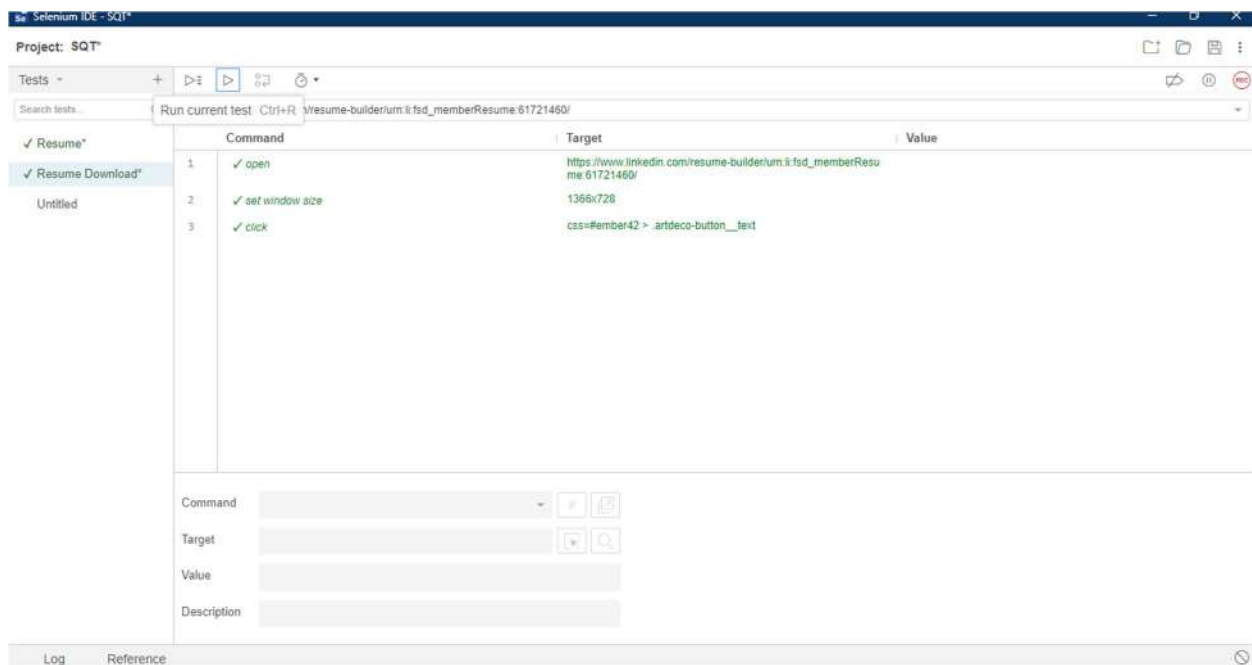 Se Selenium IDE - SQT*
Project: SQT*
Tests
Search tests...
Run current test Ctrl+R
n/resume-builder/urn:li:fsd_memberResume:61721460/
Command Target Value
✓ Resume*
✓ Resume Download*
Untitled
1 ✓ open https://www.linkedin.com/resume-builder/urn:li:fsd_memberResu
me:61721460/
2 ✓ set window size 1366x728
3 ✓ click css=#ember42 > .artdeco-button__text
Command
//
Target
Value
Description
Log Reference
REC